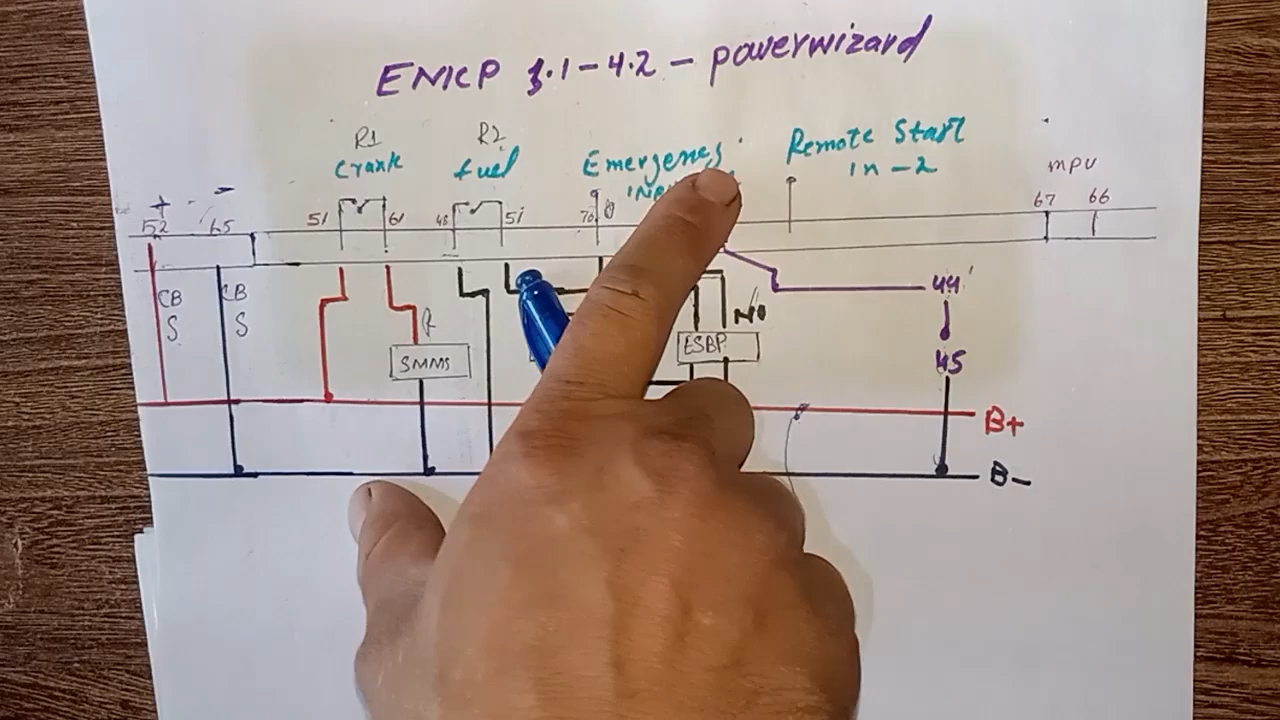 EMCP 3.1-4.2 - powerwizard
R1 R2
Crank fuel Emergency Remote Start
in-2
MPU
+ -
52 65 51 61 48 51 70 67 66
CB CB
S S
SMMS ESBP N/O 44
45
B+
B-